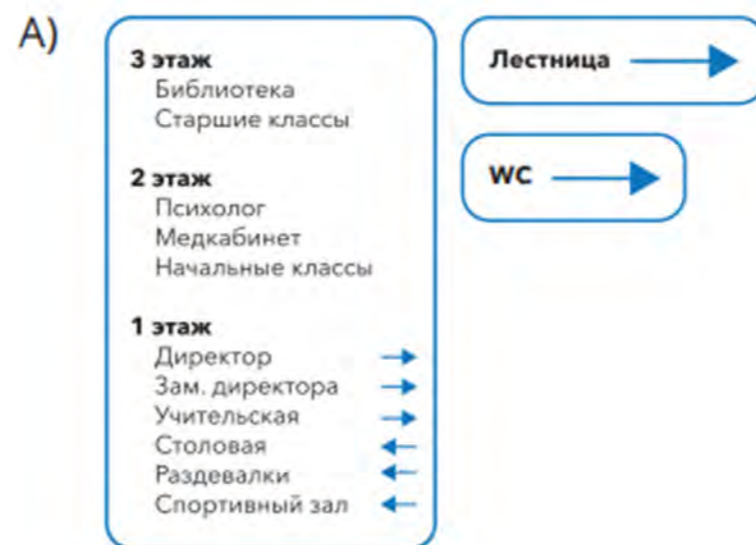 А)
3 этаж
Библиотека
Старшие классы
2 этаж
Психолог
Медкабинет
Начальные классы
1 этаж
Директор
Зам. директора
Учительская
Столовая
Раздевалки
Спортивный зал
Лестница
WC